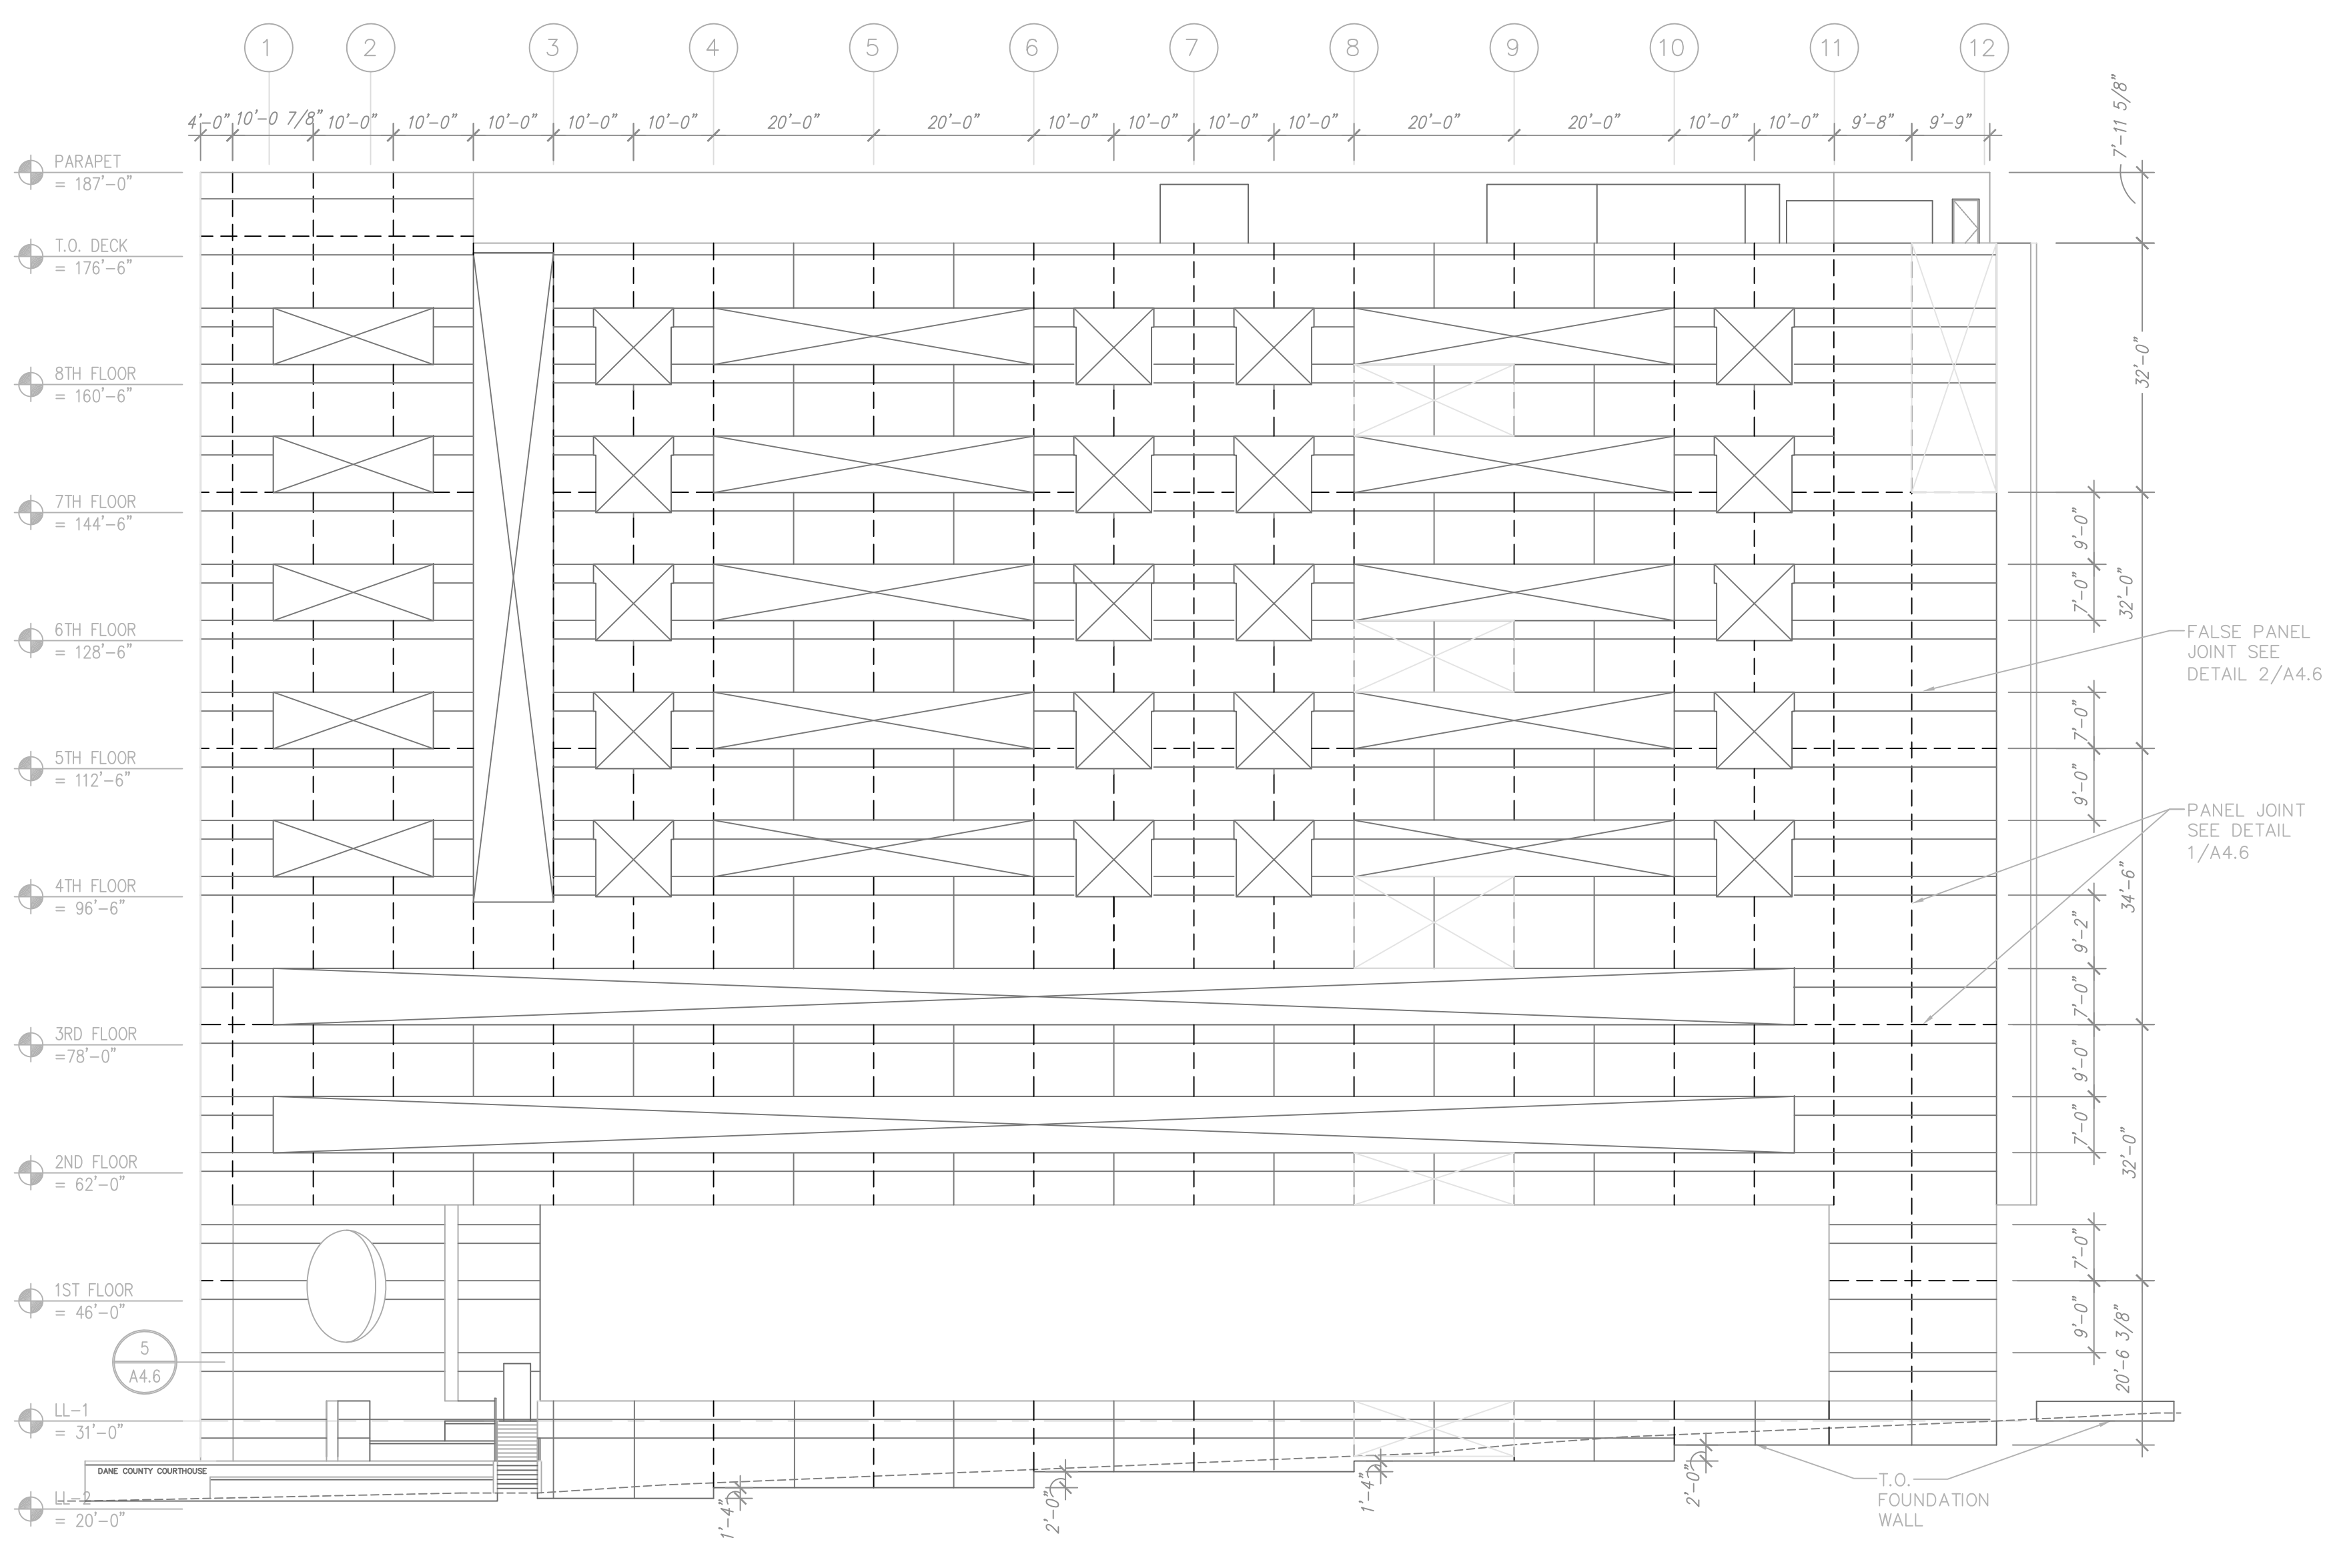 1 2 3 4 5 6 7 8 9 10 11 12
4'-0" 10'-0 7/8" 10'-0" 10'-0" 10'-0" 10'-0" 10'-0" 20'-0" 20'-0" 10'-0" 10'-0" 10'-0" 10'-0" 20'-0" 20'-0" 10'-0" 10'-0" 9'-8" 9'-9"
7'-11 5/8"
PARAPET
= 187'-0"
T.O. DECK
= 176'-6"
32'-0"
8TH FLOOR
= 160'-6"
7TH FLOOR
= 144'-6"
9'-0"
7'-0"
32'-0"
6TH FLOOR
= 128'-6"
FALSE PANEL
JOINT SEE
DETAIL 2/A4.6
7'-0"
5TH FLOOR
= 112'-6"
9'-0"
PANEL JOINT
SEE DETAIL
1/A4.6
34'-6"
4TH FLOOR
= 96'-6"
9'-2"
7'-0"
3RD FLOOR
=78'-0"
9'-0"
7'-0"
32'-0"
2ND FLOOR
= 62'-0"
7'-0"
1ST FLOOR
= 46'-0"
9'-0"
20'-6 3/8"
5
A4.6
LL-1
= 31'-0"
DANE COUNTY COURTHOUSE
LL-2
= 20'-0"
1'-4"
2'-0"
1'-4"
2'-0"
T.O.
FOUNDATION
WALL